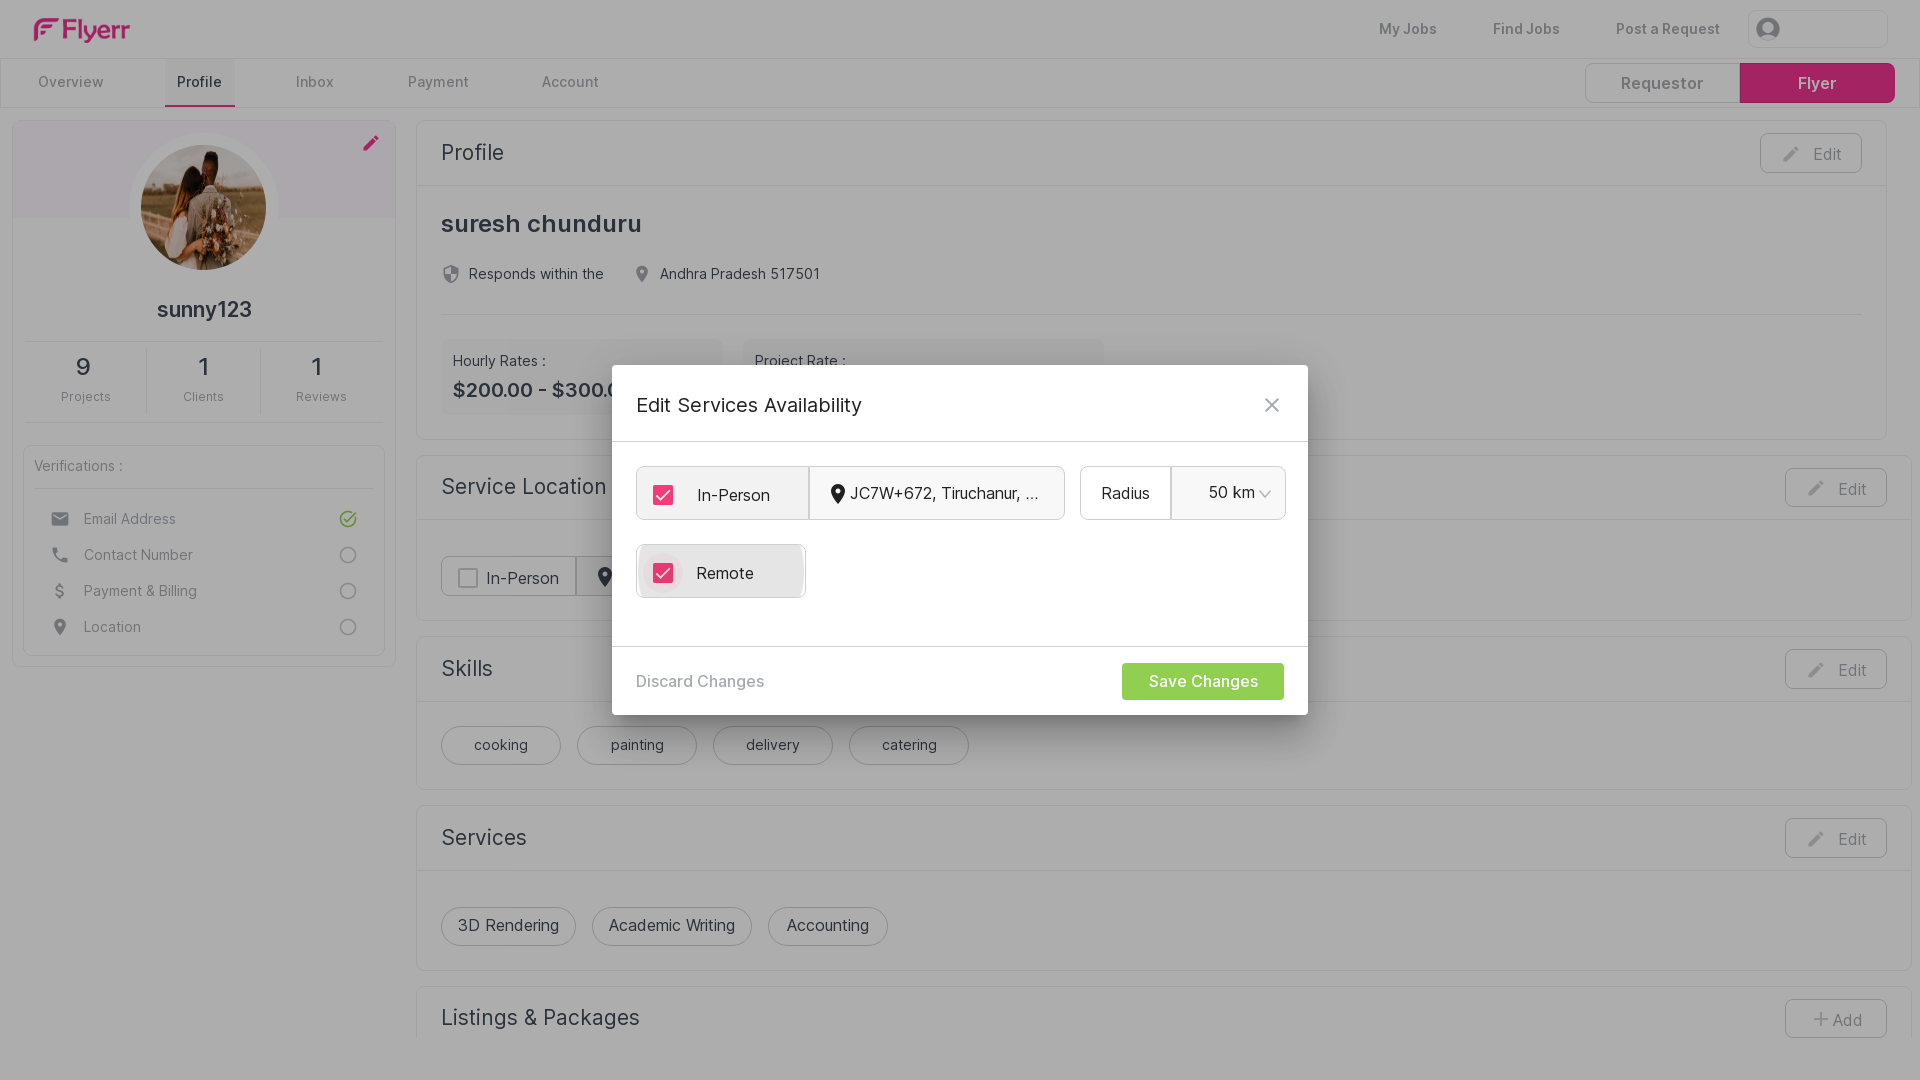 Flyerr
My Jobs
Find Jobs
Post a Request
Overview
Profile
Inbox
Payment
Account
Requestor
Flyer
sunny123
9
1
1
Projects
Clients
Reviews
Verifications :
Email Address
Contact Number
Payment & Billing
Location
Profile
Edit
suresh chunduru
Responds within the
Andhra Pradesh 517501
Hourly Rates :
$200.00 - $300.0
Project Rate :
Edit Services Availability
In-Person
JC7W+672, Tiruchanur, ...
Radius
50 km
Remote
Discard Changes
Save Changes
Service Location
Edit
In-Person
Skills
Edit
cooking
painting
delivery
catering
Services
Edit
3D Rendering
Academic Writing
Accounting
Listings & Packages
Add